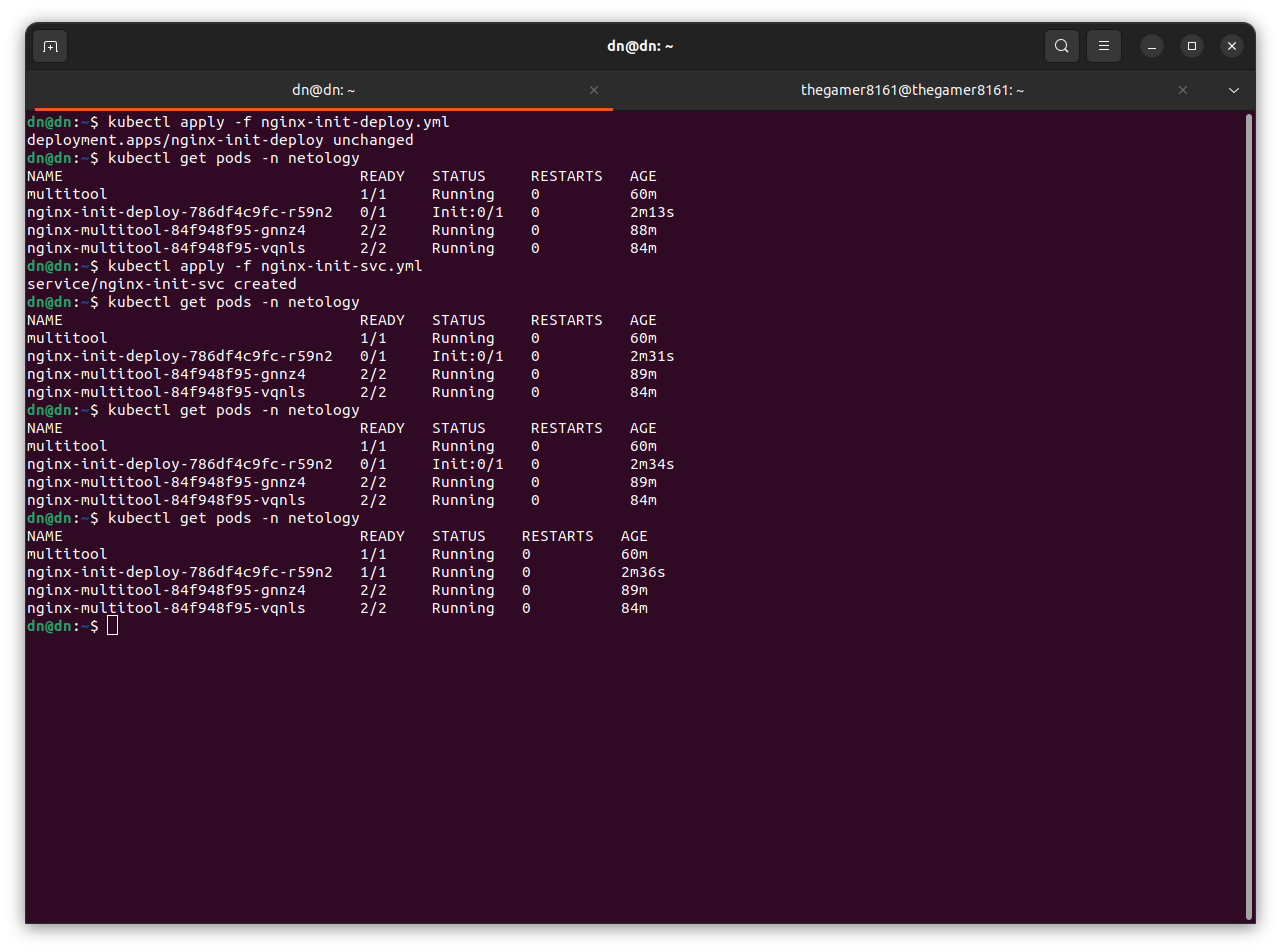 dn@dn: ~
dn@dn: ~
thegamer8161@thegamer8161: ~
dn@dn:~$ kubectl apply -f nginx-init-deploy.yml
deployment.apps/nginx-init-deploy unchanged
dn@dn:~$ kubectl get pods -n netology
NAME                                 READY   STATUS     RESTARTS   AGE
multitool                            1/1     Running    0          60m
nginx-init-deploy-786df4c9fc-r59n2   0/1     Init:0/1   0          2m13s
nginx-multitool-84f948f95-gnnz4      2/2     Running    0          88m
nginx-multitool-84f948f95-vqnls      2/2     Running    0          84m
dn@dn:~$ kubectl apply -f nginx-init-svc.yml
service/nginx-init-svc created
dn@dn:~$ kubectl get pods -n netology
NAME                                 READY   STATUS     RESTARTS   AGE
multitool                            1/1     Running    0          60m
nginx-init-deploy-786df4c9fc-r59n2   0/1     Init:0/1   0          2m31s
nginx-multitool-84f948f95-gnnz4      2/2     Running    0          89m
nginx-multitool-84f948f95-vqnls      2/2     Running    0          84m
dn@dn:~$ kubectl get pods -n netology
NAME                                 READY   STATUS     RESTARTS   AGE
multitool                            1/1     Running    0          60m
nginx-init-deploy-786df4c9fc-r59n2   0/1     Init:0/1   0          2m34s
nginx-multitool-84f948f95-gnnz4      2/2     Running    0          89m
nginx-multitool-84f948f95-vqnls      2/2     Running    0          84m
dn@dn:~$ kubectl get pods -n netology
NAME                                 READY   STATUS    RESTARTS   AGE
multitool                            1/1     Running   0          60m
nginx-init-deploy-786df4c9fc-r59n2   1/1     Running   0          2m36s
nginx-multitool-84f948f95-gnnz4      2/2     Running   0          89m
nginx-multitool-84f948f95-vqnls      2/2     Running   0          84m
dn@dn:~$